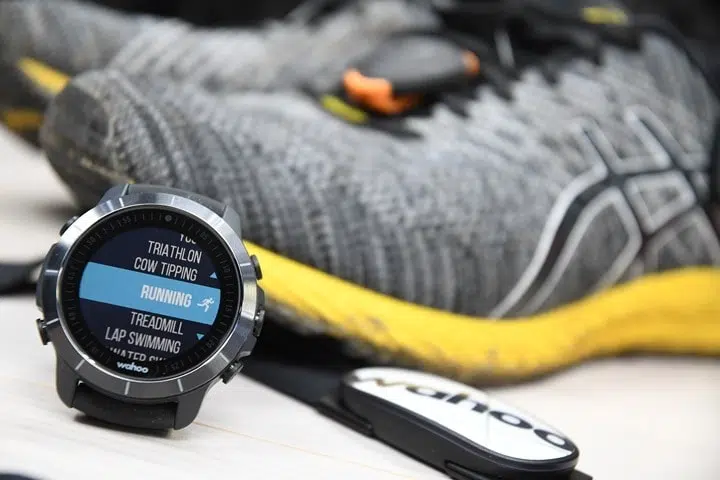 TRIATHLON
COW TIPPING
RUNNING
TREADMILL
LAP SWIMMING
wahoo
wahoo